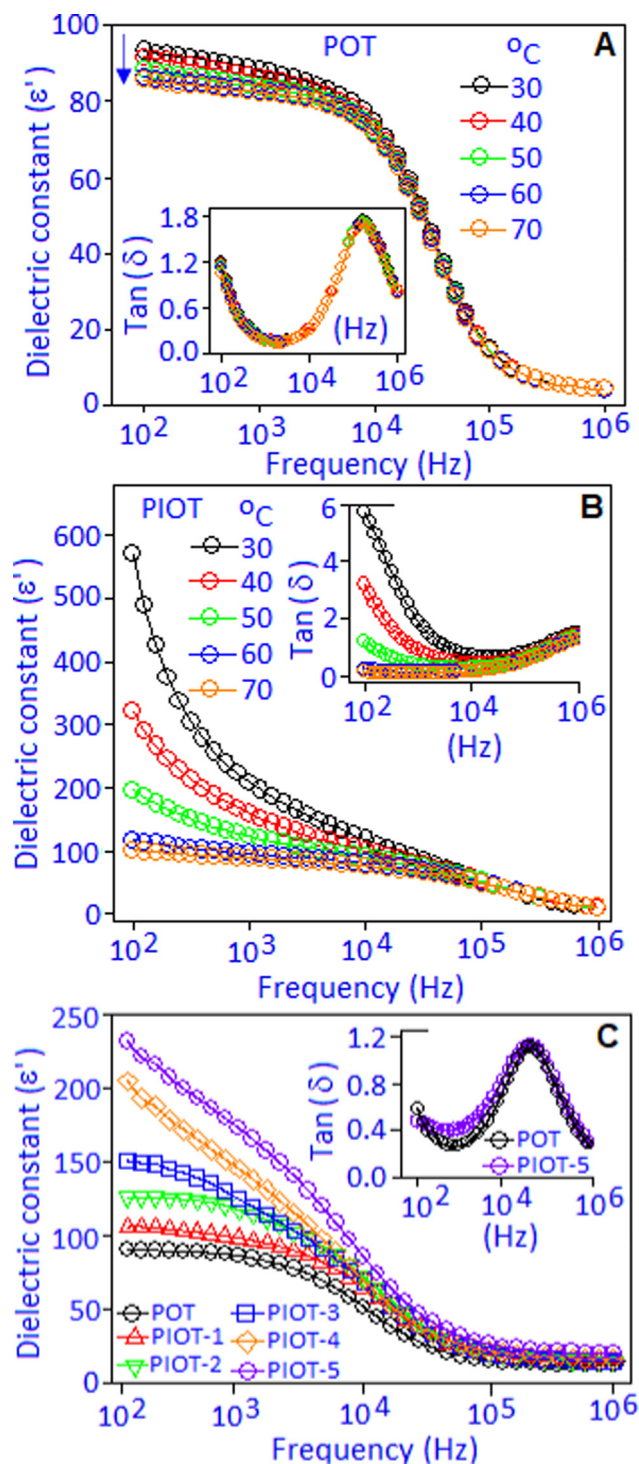 A
POT
Dielectric constant (ε')
100
80
60
40
20
0
°C
30
40
50
60
70
Tan (δ)
1.8
1.2
0.6
0.0
(Hz)
10² 10⁴ 10⁶
10² 10³ 10⁴ 10⁵ 10⁶
Frequency (Hz)
B
PIOT
Dielectric constant (ε')
600
500
400
300
200
100
0
°C
30
40
50
60
70
Tan (δ)
6
4
2
0
10² 10⁴ 10⁶
(Hz)
10² 10³ 10⁴ 10⁵ 10⁶
Frequency (Hz)
C
Dielectric constant (ε')
250
200
150
100
50
0
Tan (δ)
1.2
0.8
0.4
0.0
POT
PIOT-5
10² 10⁴ 10⁶
(Hz)
POT PIOT-3
PIOT-1 PIOT-4
PIOT-2 PIOT-5
10² 10³ 10⁴ 10⁵ 10⁶
Frequency (Hz)